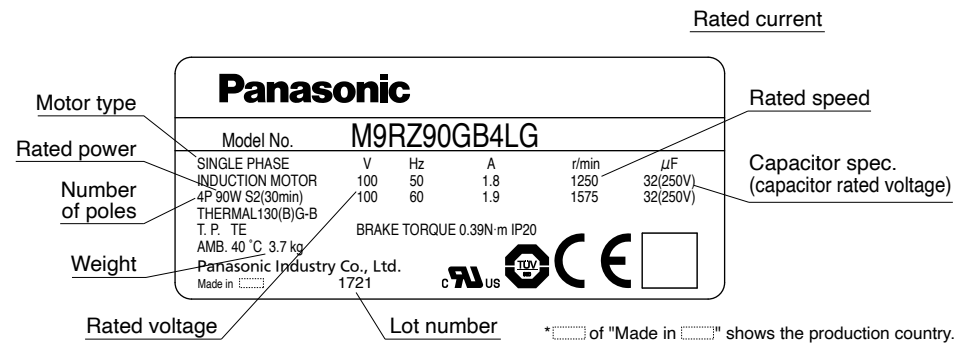 Rated current
Panasonic
Motor type
Rated speed
Model No. M9RZ90GB4LG
Rated power
SINGLE PHASE V Hz A r/min µF
INDUCTION MOTOR 100 50 1.8 1250 32(250V)
4P 90W S2(30min) 100 60 1.9 1575 32(250V)
Capacitor spec.
(capacitor rated voltage)
Number
of poles
THERMAL130(B)G-B
T. P. TE BRAKE TORQUE 0.39N·m IP20
AMB. 40 ˚C 3.7 kg
Weight
Panasonic Industry Co., Ltd.
Made in 1721
C RU US
TÜV
CE
Rated voltage
Lot number
* of "Made in " shows the production country.